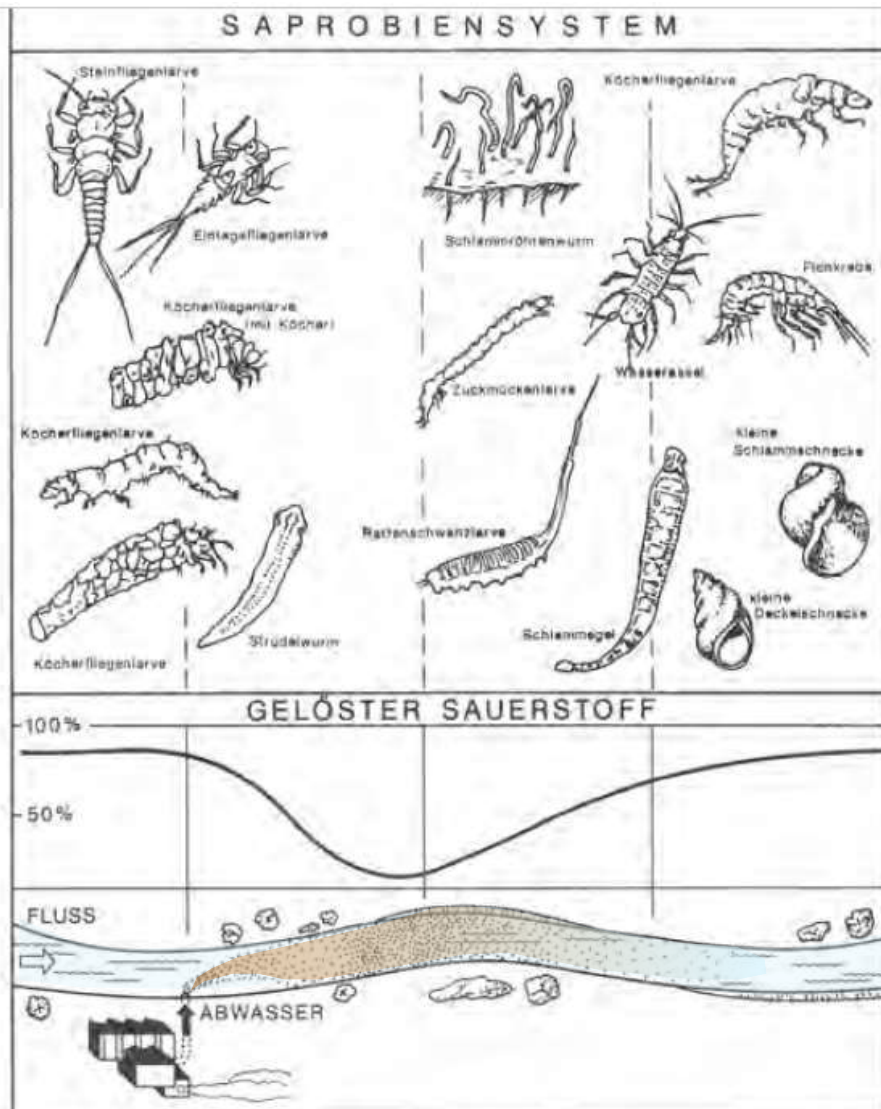 SAPROBIENSYSTEM
Steinfliegenlarve
Köcherfliegenlarve
Eintagsfliegenlarve
Schlammröhrenwurm
Flohkrebs
Köcherfliegenlarve
(mit Köcher)
Zuckmückenlarve
Wasserassel
Köcherfliegenlarve
kleine
Schlammschnecke
Rattenschwanzlarve
kleine
Deckelschnecke
Strudelwurm
Schlammegel
Köcherfliegenlarve
GELÖSTER SAUERSTOFF
100%
50%
FLUSS
ABWASSER